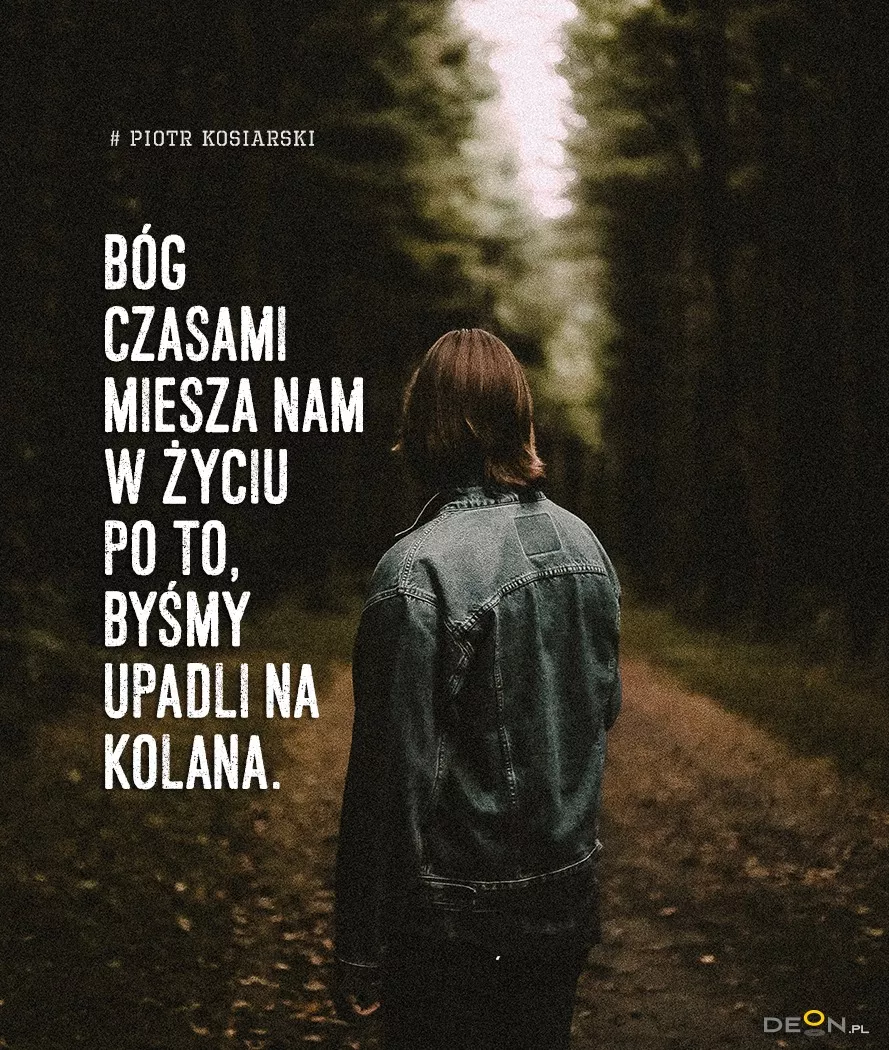 # PIOTR KOSIARSKI
BÓG
CZASAMI
MIESZA NAM
W ŻYCIU
PO TO,
BYŚMY
UPADLI NA
KOLANA.
DEON.PL